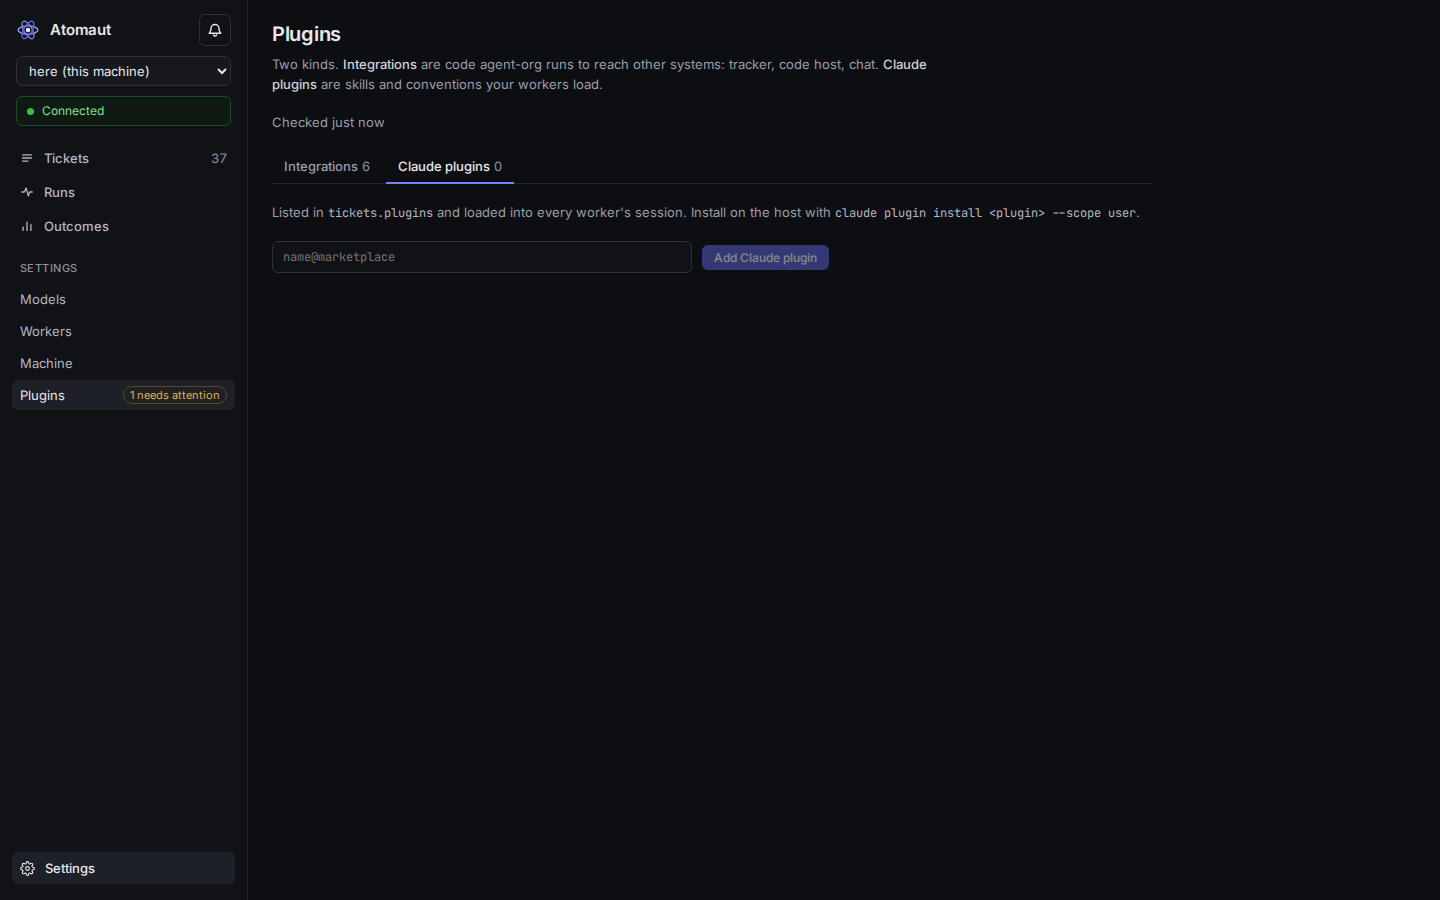 Atomaut
here (this machine)
Connected
Tickets 37
Runs
Outcomes
SETTINGS
Models
Workers
Machine
Plugins 1 needs attention
Settings
Plugins
Two kinds. Integrations are code agent-org runs to reach other systems: tracker, code host, chat. Claude
plugins are skills and conventions your workers load.
Checked just now
Integrations 6 Claude plugins 0
Listed in tickets.plugins and loaded into every worker's session. Install on the host with claude plugin install <plugin> --scope user.
name@marketplace Add Claude plugin